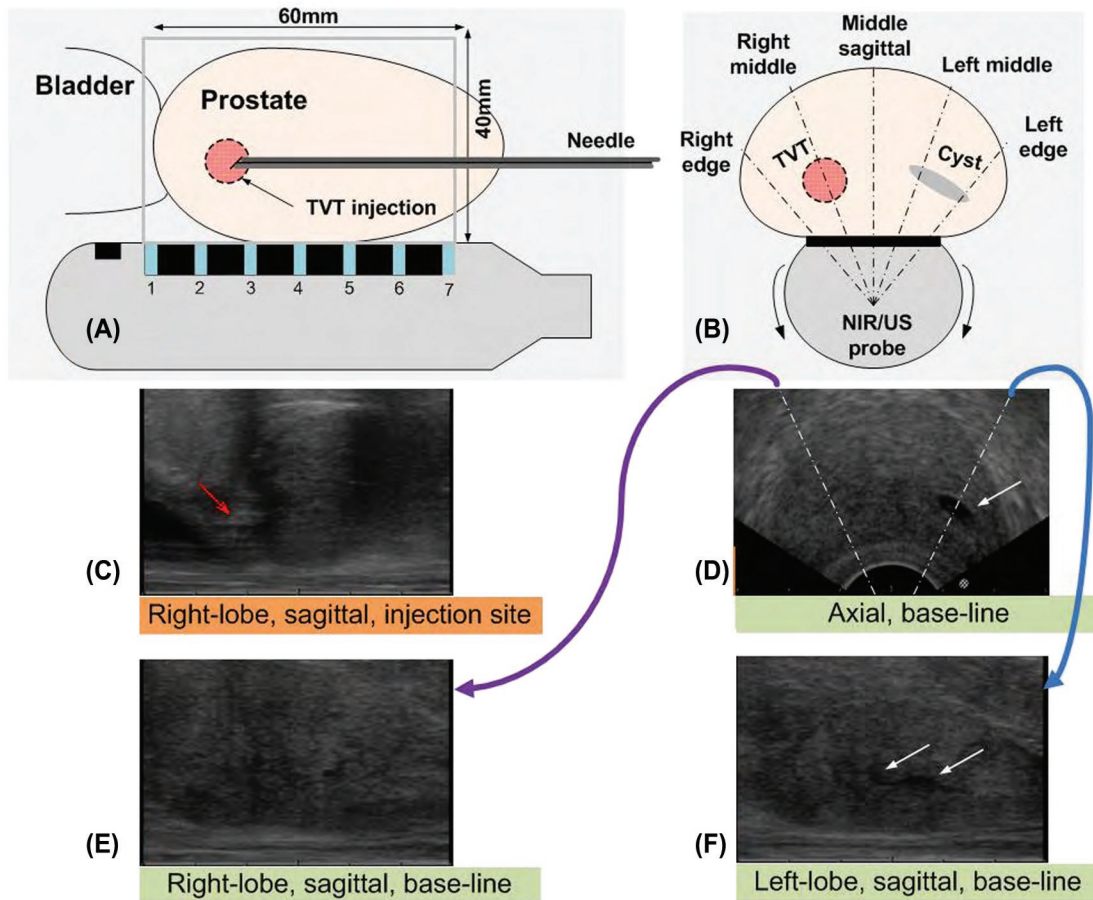 60mm
40mm
Bladder
Prostate
Needle
TVT injection
1 2 3 4 5 6 7
(A)
Middle
sagittal
Right
middle
Left middle
Right
edge
Left
edge
TVT
Cyst
NIR/US
probe
(B)
(C)
Right-lobe, sagittal, injection site
(D)
Axial, base-line
(E)
Right-lobe, sagittal, base-line
(F)
Left-lobe, sagittal, base-line